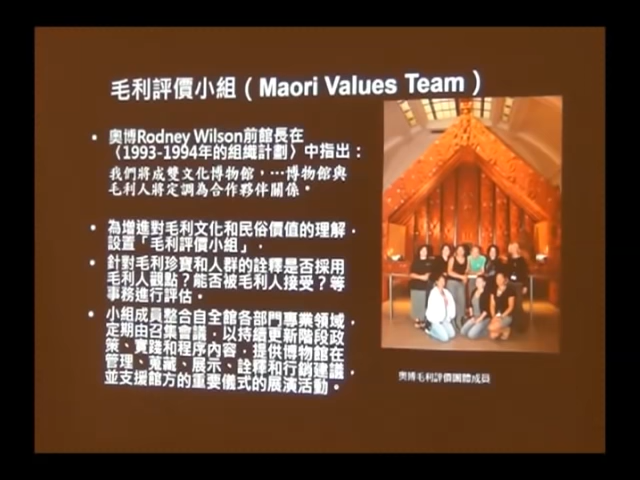 毛利評價小組（Maori Values Team）
• 奧博Rodney Wilson前館長在
〈1993-1994年的組織計劃〉中指出：
我們將成雙文化博物館，…博物館與
毛利人將定調為合作夥伴關係。
• 為增進對毛利文化和民俗價值的理解，
設置「毛利評價小組」，
• 針對毛利珍寶和人群的詮釋是否採用
毛利人觀點？能否被毛利人接受？等
事務進行評估。
• 小組成員整合自全館各部門專業領域，
定期由召集會議，以持續更新階段政
策、實踐和程序內容，提供博物館在
管理、蒐藏、展示、詮釋和行銷建議，
並支援館方的重要儀式的展演活動。
奧博毛利評價團體成員